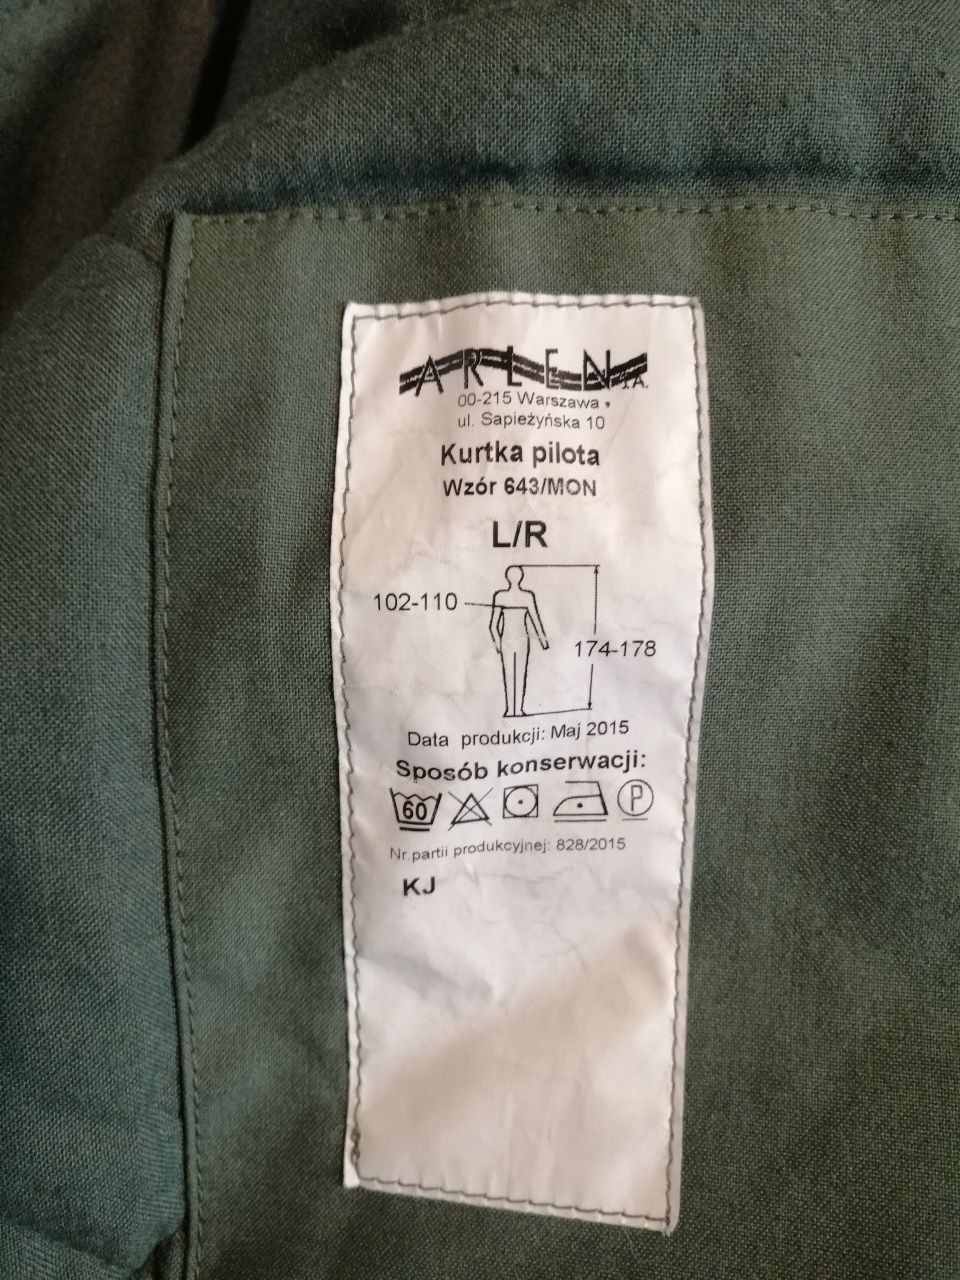 ARLEN S.A.
00-215 Warszawa,
ul. Sapieżyńska 10
Kurtka pilota
Wzór 643/MON
L/R
102-110
174-178
Data produkcji: Maj 2015
Sposób konserwacji:
60 P
Nr.partii produkcyjnej: 828/2015
KJ